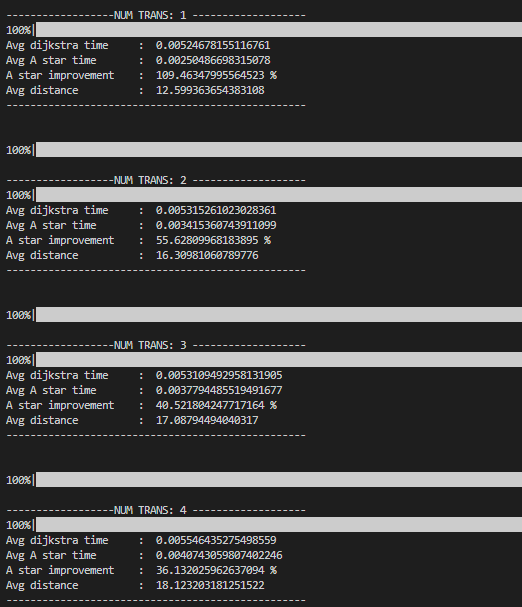 ------------------NUM TRANS: 1 -------------------
100%|
Avg dijkstra time     :  0.00524678155116761
Avg A star time       :  0.00250486698315078
A star improvement    :  109.46347995564523 %
Avg distance          :  12.599363654383108
--------------------------------------------------
100%|
------------------NUM TRANS: 2 -------------------
100%|
Avg dijkstra time     :  0.005315261023028361
Avg A star time       :  0.003415360743911099
A star improvement    :  55.62809968183895 %
Avg distance          :  16.30981060789776
--------------------------------------------------
100%|
------------------NUM TRANS: 3 -------------------
100%|
Avg dijkstra time     :  0.0053109492958131905
Avg A star time       :  0.0037794485519491677
A star improvement    :  40.521804247717164 %
Avg distance          :  17.08794494040317
--------------------------------------------------
100%|
------------------NUM TRANS: 4 -------------------
100%|
Avg dijkstra time     :  0.005546435275498559
Avg A star time       :  0.0040743059807402246
A star improvement    :  36.132025962637094 %
Avg distance          :  18.123203181251522
--------------------------------------------------